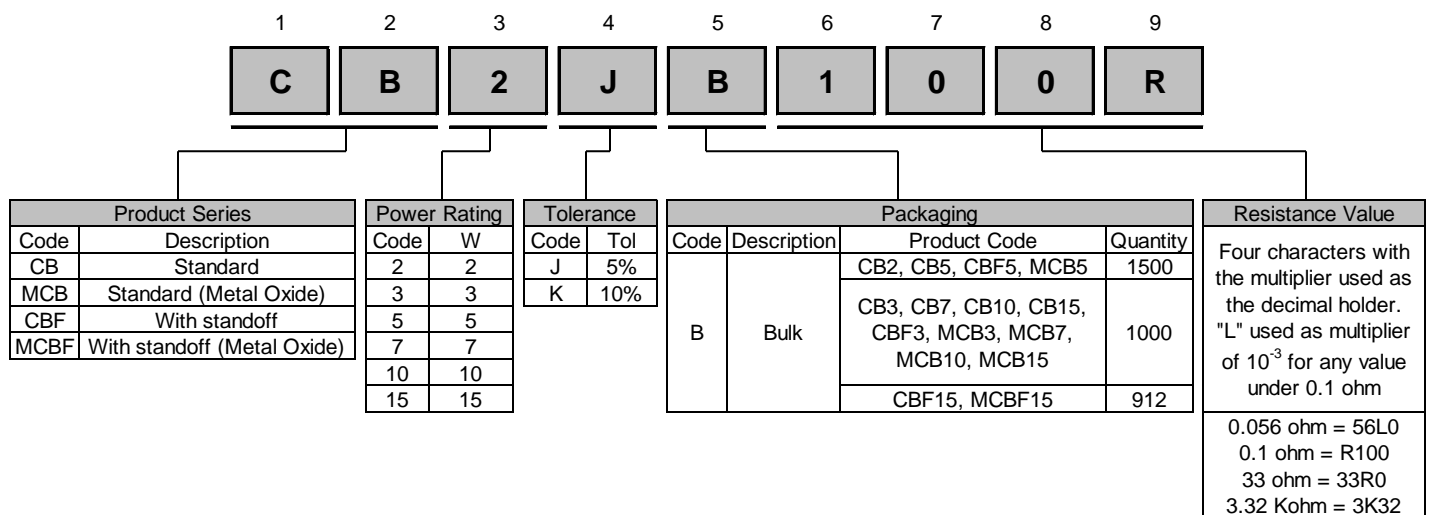 1 2 3 4 5 6 7 8 9
C B 2 J B 1 0 0 R
Product Series
Code Description
CB Standard
MCB Standard (Metal Oxide)
CBF With standoff
MCBF With standoff (Metal Oxide)
Power Rating
Code W
2 2
3 3
5 5
7 7
10 10
15 15
Tolerance
Code Tol
J 5%
K 10%
Packaging
Code Description Product Code Quantity
B Bulk
CB2, CB5, CBF5, MCB5 1500
CB3, CB7, CB10, CB15,
CBF3, MCB3, MCB7,
MCB10, MCB15
1000
CBF15, MCBF15 912
Resistance Value
Four characters with
the multiplier used as
the decimal holder.
"L" used as multiplier
of 10⁻³ for any value
under 0.1 ohm
0.056 ohm = 56L0
0.1 ohm = R100
33 ohm = 33R0
3.32 Kohm = 3K32